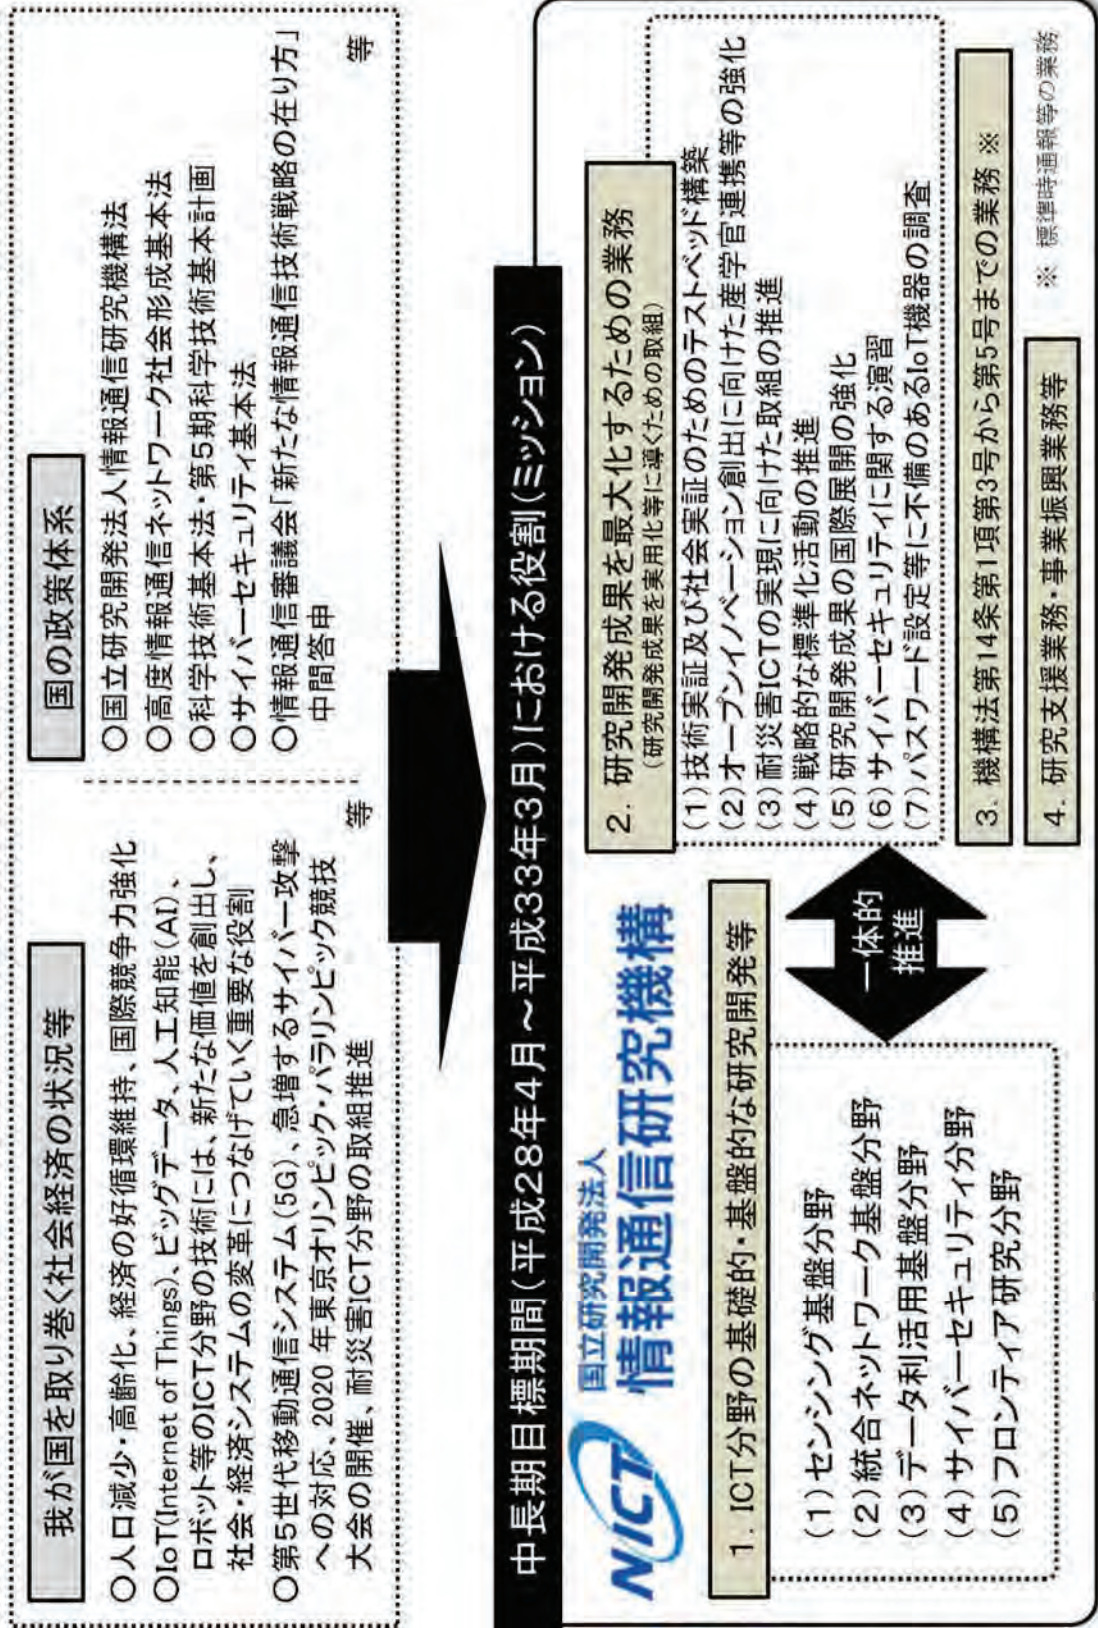 我が国を取り巻く社会経済の状況等
○人口減少・高齢化、経済の好循環維持、国際競争力強化
○IoT(Internet of Things)、ビッグデータ、人工知能(AI)、
ロボット等のICT分野の技術には、新たな価値を創出し、
社会・経済システムの変革につなげていく重要な役割
○第5世代移動通信システム(5G)、急増するサイバー攻撃
への対応、2020年東京オリンピック・パラリンピック競技
大会の開催、耐災害ICT分野の取組推進
等
国の政策体系
○国立研究開発法人情報通信研究機構法
○高度情報通信ネットワーク社会形成基本法
○科学技術基本法・第5期科学技術基本計画
○サイバーセキュリティ基本法
○情報通信審議会「新たな情報通信技術戦略の在り方」
中間答申
等
中長期目標期間(平成28年4月～平成33年3月)における役割(ミッション)
NICT
国立研究開発法人
情報通信研究機構
1. ICT分野の基礎的・基盤的な研究開発等
(1)センシング基盤分野
(2)統合ネットワーク基盤分野
(3)データ利活用基盤分野
(4)サイバーセキュリティ分野
(5)フロンティア研究分野
一体的
推進
2. 研究開発成果を最大化するための業務
(研究開発成果を実用化等に導くための取組)
(1)技術実証及び社会実証のためのテストベッド構築
(2)オープンイノベーション創出に向けた産学官連携等の強化
(3)耐災害ICTの実現に向けた取組の推進
(4)戦略的な標準化活動の推進
(5)研究開発成果の国際展開の強化
(6)サイバーセキュリティに関する演習
(7)パスワード設定等に不備のあるIoT機器の調査
3. 機構法第14条第1項第3号から第5号までの業務 ※
4. 研究支援業務・事業振興業務等
※ 標準時通報等の業務